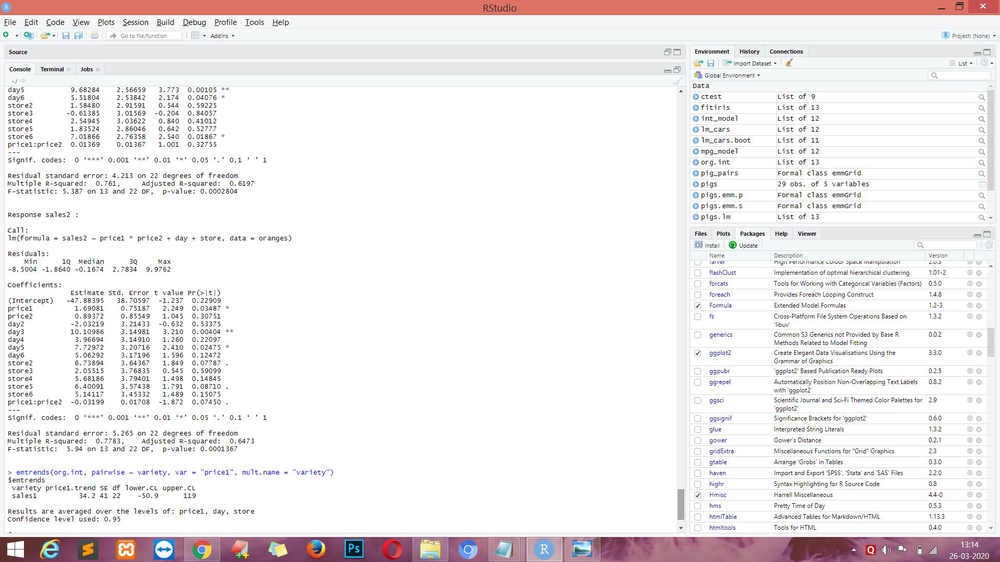 RStudio
File Edit Code View Plots Session Build Debug Profile Tools Help
Go to file/function Addins Project: (None)
Source
Console Terminal Jobs
~/
day5 9.68284 2.56659 3.773 0.00105 **
day6 5.51804 2.53842 2.174 0.04076 *
store2 1.58480 2.91591 0.544 0.59225
store3 -0.61385 3.01569 -0.204 0.84057
store4 2.54945 3.03622 0.840 0.41012
store5 1.83524 2.86046 0.642 0.52777
store6 7.01866 2.76358 2.540 0.01867 *
price1:price2 0.01369 0.01367 1.001 0.32755
---
Signif. codes: 0 ‘***’ 0.001 ‘**’ 0.01 ‘*’ 0.05 ‘.’ 0.1 ‘ ’ 1
Residual standard error: 4.213 on 22 degrees of freedom
Multiple R-squared: 0.761, Adjusted R-squared: 0.6197
F-statistic: 5.387 on 13 and 22 DF, p-value: 0.0002804
Response sales2 :
Call:
lm(formula = sales2 ~ price1 * price2 + day + store, data = oranges)
Residuals:
Min 1Q Median 3Q Max
-8.5004 -1.8640 -0.1674 2.7834 9.9762
Coefficients:
Estimate Std. Error t value Pr(>|t|)
(Intercept) -47.88395 38.70597 -1.237 0.22909
price1 1.69081 0.75187 2.249 0.03487 *
price2 0.89372 0.85549 1.045 0.30751
day2 -2.03219 3.21433 -0.632 0.53375
day3 10.10986 3.14981 3.210 0.00404 **
day4 3.96694 3.14910 1.260 0.22097
day5 7.72972 3.20716 2.410 0.02475 *
day6 5.06292 3.17196 1.596 0.12472
store2 6.73894 3.64367 1.849 0.07787 .
store3 2.05515 3.76835 0.545 0.59099
store4 5.68186 3.79401 1.498 0.14845
store5 6.40091 3.57438 1.791 0.08710 .
store6 5.14117 3.45332 1.489 0.15075
price1:price2 -0.03199 0.01708 -1.872 0.07450 .
---
Signif. codes: 0 ‘***’ 0.001 ‘**’ 0.01 ‘*’ 0.05 ‘.’ 0.1 ‘ ’ 1
Residual standard error: 5.265 on 22 degrees of freedom
Multiple R-squared: 0.7783, Adjusted R-squared: 0.6473
F-statistic: 5.94 on 13 and 22 DF, p-value: 0.0001367
> emtrends(org.int, pairwise ~ variety, var = "price1", mult.name = "variety")
$emtrends
variety price1.trend SE df lower.CL upper.CL
sales1 34.2 41 22 -50.9 119
Results are averaged over the levels of: price1, day, store
Confidence level used: 0.95
Environment History Connections
Import Dataset List
Global Environment
Data
ctest List of 9
fitiris List of 13
int_model List of 12
lm_cars List of 12
lm_cars.boot List of 11
mpg_model List of 12
org.int List of 13
pig_pairs Formal class emmGrid
pigs 29 obs. of 5 variables
pigs.emm.p Formal class emmGrid
pigs.emm.s Formal class emmGrid
pigs.lm List of 13
Files Plots Packages Help Viewer
Install Update
Name Description Version
farver High Performance Colour Space Manipulation 2.0.3
flashClust Implementation of optimal hierarchical clustering 1.01-2
forcats Tools for Working with Categorical Variables (Factors) 0.5.0
foreach Provides Foreach Looping Construct 1.4.8
Formula Extended Model Formulas 1.2-3
fs Cross-Platform File System Operations Based on 1.3.2
'libuv'
generics Common S3 Generics not Provided by Base R 0.0.2
Methods Related to Model Fitting
ggplot2 Create Elegant Data Visualisations Using the 3.3.0
Grammar of Graphics
ggpubr 'ggplot2' Based Publication Ready Plots 0.2.5
ggrepel Automatically Position Non-Overlapping Text Labels 0.8.2
with 'ggplot2'
ggsci Scientific Journal and Sci-Fi Themed Color Palettes for 2.9
'ggplot2'
ggsignif Significance Brackets for 'ggplot2' 0.6.0
glue Interpreted String Literals 1.3.2
gower Gower's Distance 0.2.1
gridExtra Miscellaneous Functions for "Grid" Graphics 2.3
gtable Arrange 'Grobs' in Tables 0.3.0
haven Import and Export 'SPSS', 'Stata' and 'SAS' Files 2.2.0
highr Syntax Highlighting for R Source Code 0.8
Hmisc Harrell Miscellaneous 4.4-0
hms Pretty Time of Day 0.5.3
htmlTable Advanced Tables for Markdown/HTML 1.13.3
htmltools Tools for HTML 0.4.0
13:14
26-03-2020